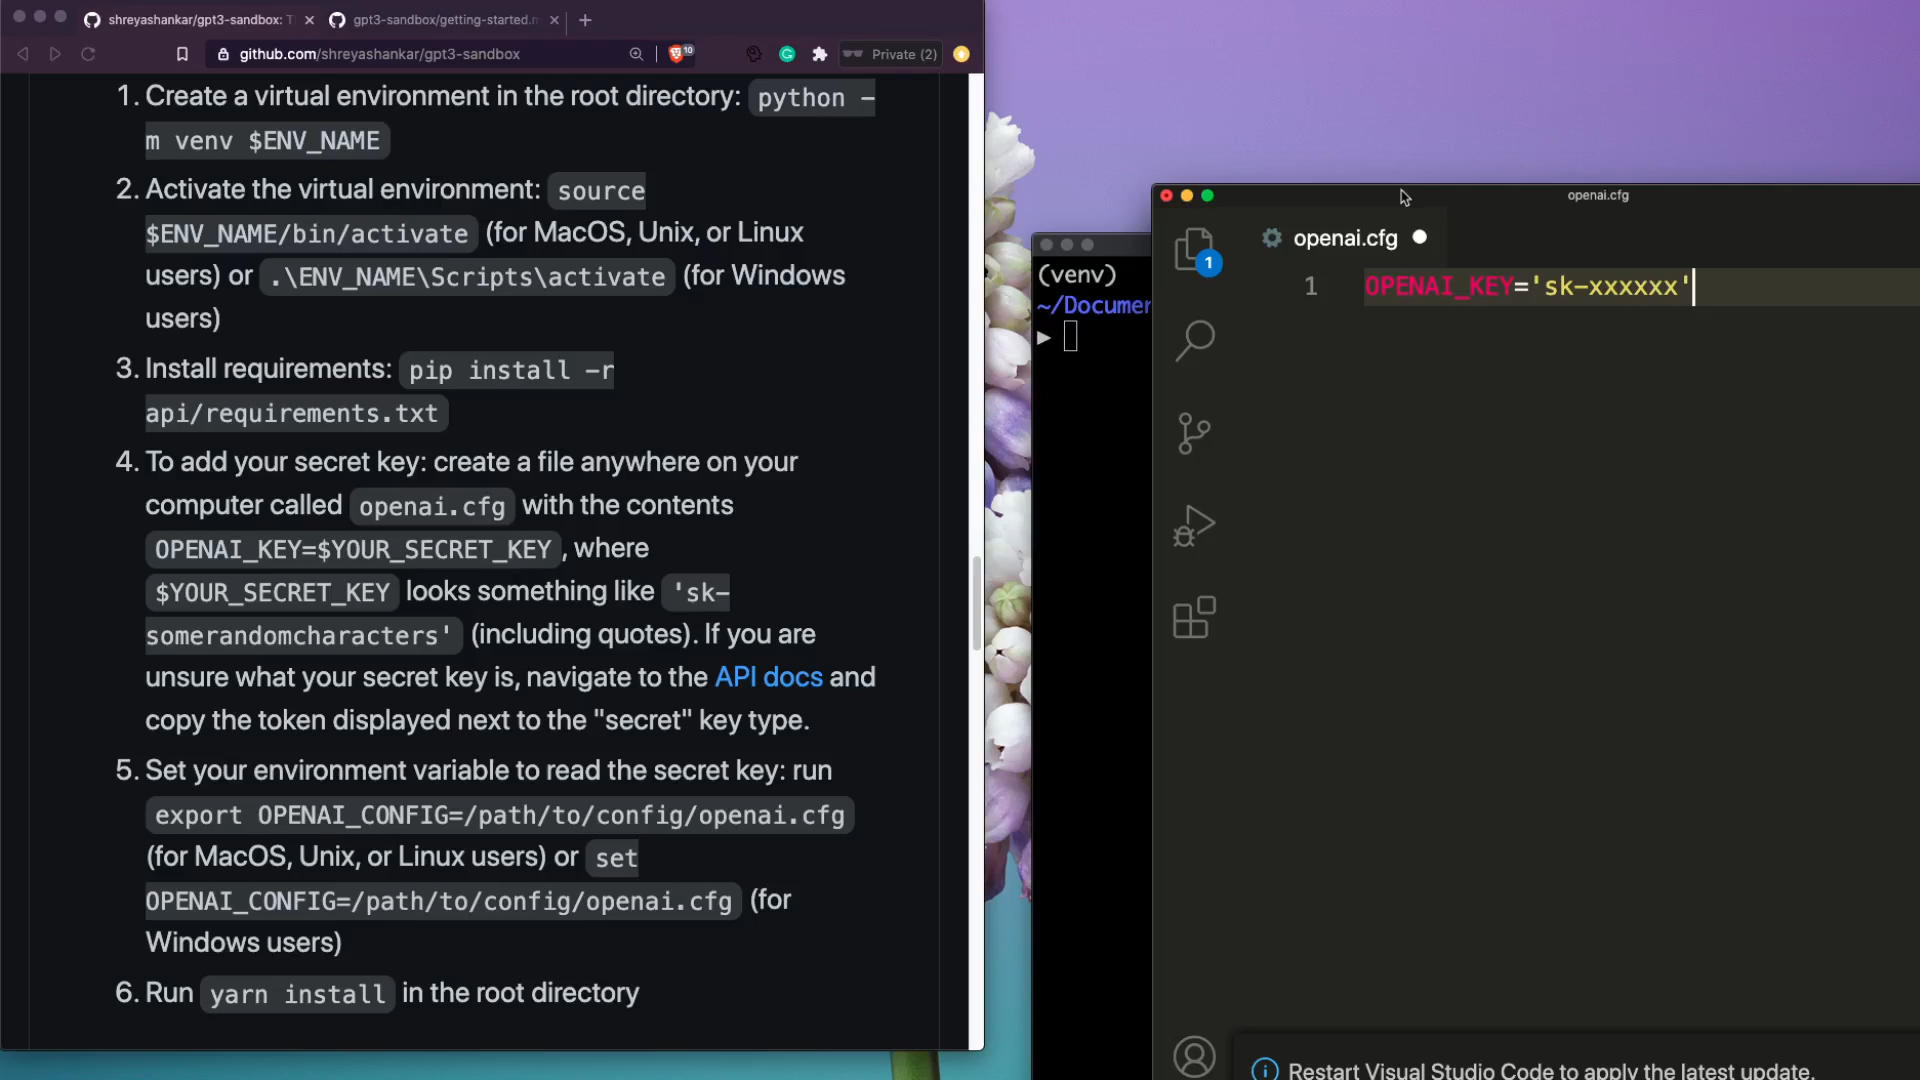 shreyashankar/gpt3-sandbox: T
gpt3-sandbox/getting-started.m
github.com/shreyashankar/gpt3-sandbox
10
Private (2)
1. Create a virtual environment in the root directory: python -
m venv $ENV_NAME
2. Activate the virtual environment: source
$ENV_NAME/bin/activate (for MacOS, Unix, or Linux
users) or .\ENV_NAME\Scripts\activate (for Windows
users)
3. Install requirements: pip install -r
api/requirements.txt
4. To add your secret key: create a file anywhere on your
computer called openai.cfg with the contents
OPENAI_KEY=$YOUR_SECRET_KEY, where
$YOUR_SECRET_KEY looks something like 'sk-
somerandomcharacters' (including quotes). If you are
unsure what your secret key is, navigate to the API docs and
copy the token displayed next to the "secret" key type.
5. Set your environment variable to read the secret key: run
export OPENAI_CONFIG=/path/to/config/openai.cfg
(for MacOS, Unix, or Linux users) or set
OPENAI_CONFIG=/path/to/config/openai.cfg (for
Windows users)
6. Run yarn install in the root directory
(venv)
~/Documen
openai.cfg
openai.cfg
1
1 OPENAI_KEY='sk-xxxxxx'
Restart Visual Studio Code to apply the latest update.